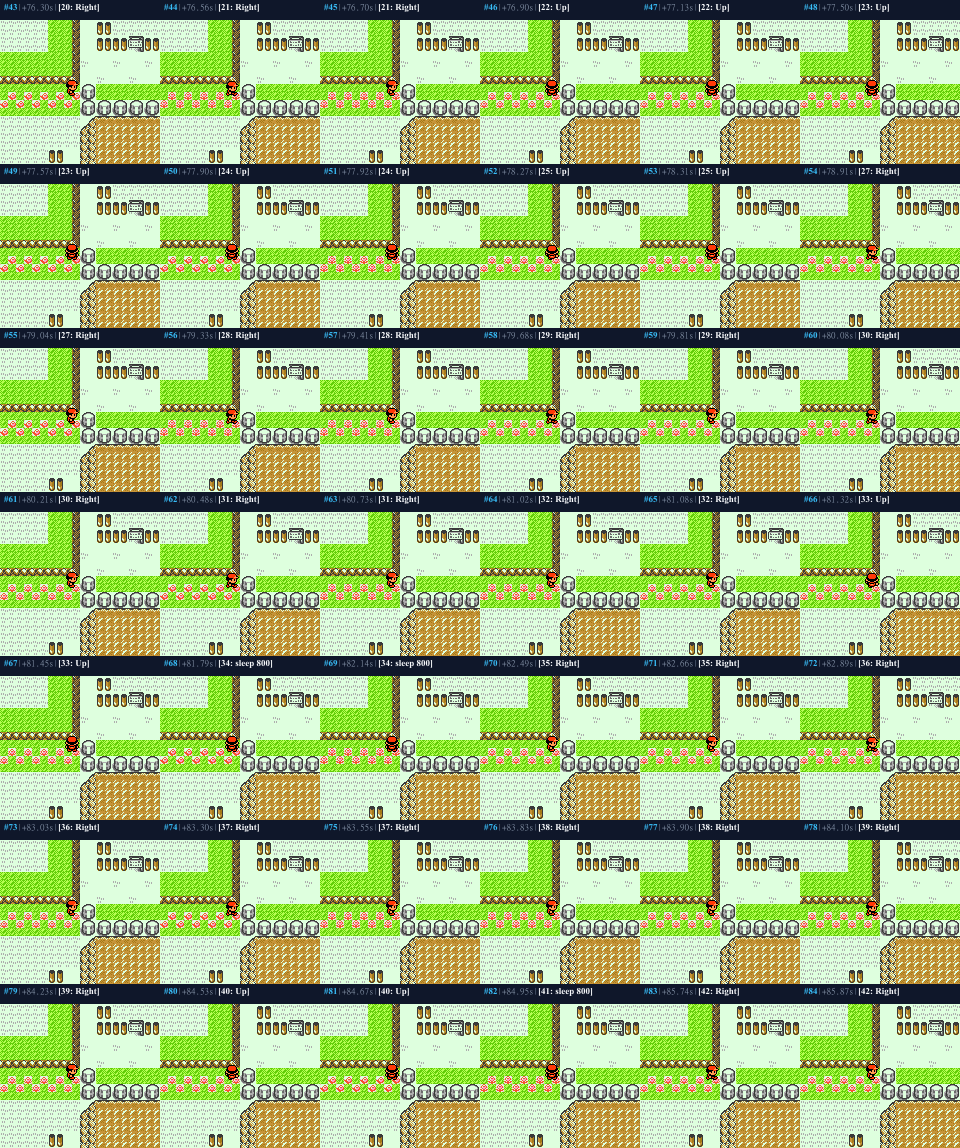 #43|+76.30s| [20: Right] #44|+76.56s| [21: Right] #45|+76.70s| [21: Right] #46|+76.90s| [22: Up] #47|+77.13s| [22: Up] #48|+77.50s| [23: Up]
#49|+77.57s| [23: Up] #50|+77.90s| [24: Up] #51|+77.92s| [24: Up] #52|+78.27s| [25: Up] #53|+78.31s| [25: Up] #54|+78.91s| [27: Right]
#55|+79.04s| [27: Right] #56|+79.33s| [28: Right] #57|+79.41s| [28: Right] #58|+79.68s| [29: Right] #59|+79.81s| [29: Right] #60|+80.08s| [30: Right]
#61|+80.21s| [30: Right] #62|+80.48s| [31: Right] #63|+80.73s| [31: Right] #64|+81.02s| [32: Right] #65|+81.08s| [32: Right] #66|+81.32s| [33: Up]
#67|+81.45s| [33: Up] #68|+81.79s| [34: sleep 800] #69|+82.14s| [34: sleep 800] #70|+82.49s| [35: Right] #71|+82.66s| [35: Right] #72|+82.89s| [36: Right]
#73|+83.03s| [36: Right] #74|+83.30s| [37: Right] #75|+83.55s| [37: Right] #76|+83.83s| [38: Right] #77|+83.90s| [38: Right] #78|+84.10s| [39: Right]
#79|+84.23s| [39: Right] #80|+84.53s| [40: Up] #81|+84.67s| [40: Up] #82|+84.95s| [41: sleep 800] #83|+85.74s| [42: Right] #84|+85.87s| [42: Right]